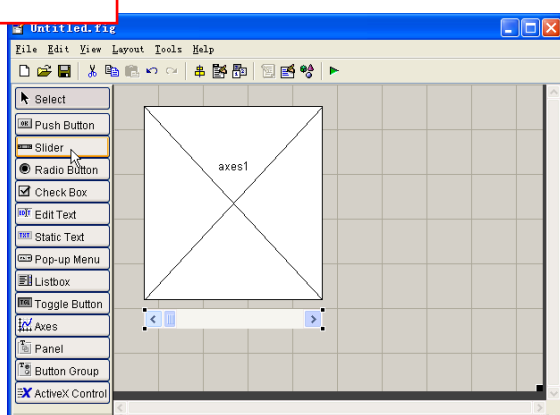 Untitled.fig
File Edit View Layout Tools Help
Select
Push Button
Slider
Radio Button
Check Box
Edit Text
Static Text
Pop-up Menu
Listbox
Toggle Button
Axes
Panel
Button Group
ActiveX Control
axes1